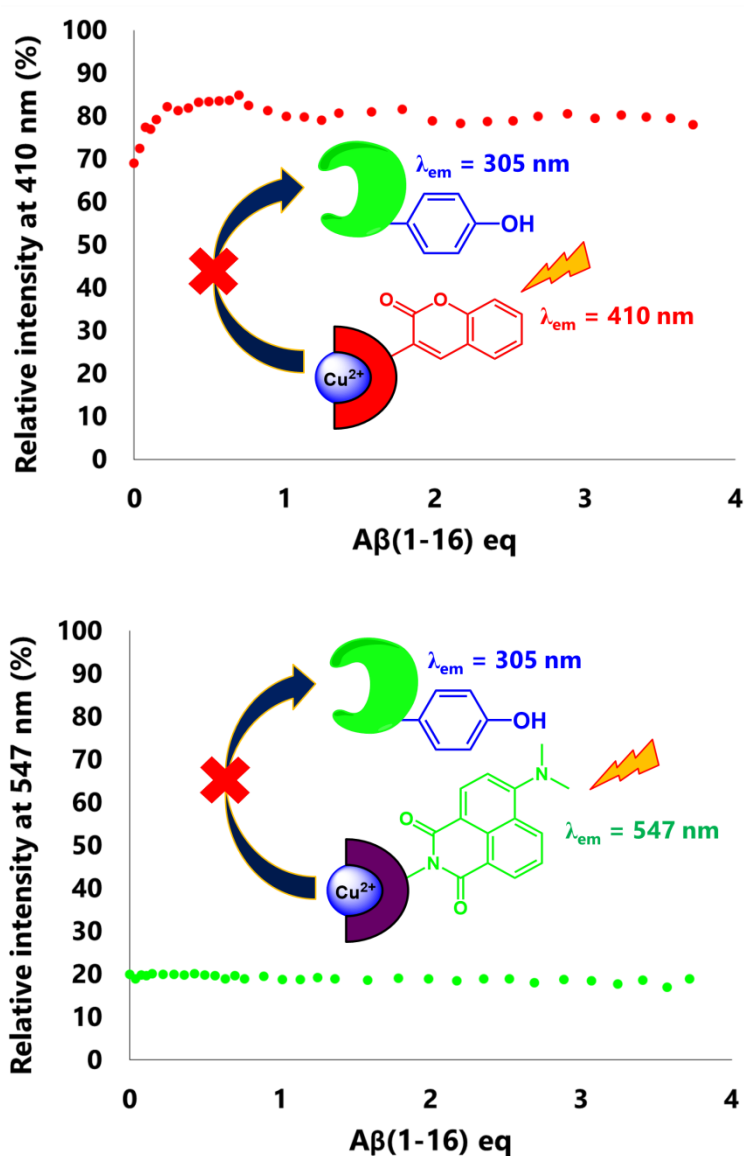 Relative intensity at 410 nm (%)
100
90
80
70
60
50
40
30
20
10
0
λem = 305 nm
OH
O
O
λem = 410 nm
Cu2+
0
1
2
3
4
Aβ(1-16) eq
Relative intensity at 547 nm (%)
100
90
80
70
60
50
40
30
20
10
0
λem = 305 nm
OH
N
λem = 547 nm
O
N
O
Cu2+
0
1
2
3
4
Aβ(1-16) eq